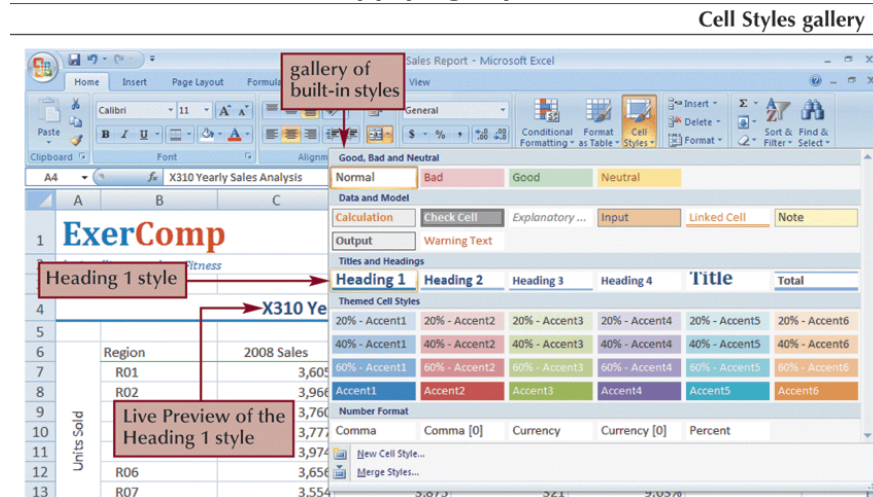 Cell Styles gallery
Sales Report - Microsoft Excel
gallery of
built-in styles
Home Insert Page Layout Formula View
Calibri 11 A A General Insert Σ
Paste B I U A $ % , Conditional Format Cell Delete Sort & Find &
Formatting as Table Styles Format Filter Select
Clipboard Font Alignm
A4 fx X310 Yearly Sales Analysis
Good, Bad and Neutral
Normal Bad Good Neutral
Data and Model
Calculation Check Cell Explanatory ... Input Linked Cell Note
Output Warning Text
Titles and Headings
Heading 1 Heading 2 Heading 3 Heading 4 Title Total
Themed Cell Styles
20% - Accent1 20% - Accent2 20% - Accent3 20% - Accent4 20% - Accent5 20% - Accent6
40% - Accent1 40% - Accent2 40% - Accent3 40% - Accent4 40% - Accent5 40% - Accent6
60% - Accent1 60% - Accent2 60% - Accent3 60% - Accent4 60% - Accent5 60% - Accent6
Accent1 Accent2 Accent3 Accent4 Accent5 Accent6
Number Format
Comma Comma [0] Currency Currency [0] Percent
New Cell Style...
Merge Styles...
A B C
1 ExerComp
Fitness
Heading 1 style
4 X310 Ye
5
6 Region 2008 Sales
7 R01 3,605
8 R02 3,966
9 3,760
10 3,777
11 3,974
12 R06 3,656
13 R07 3,554 3,875 321 9.03%
Units Sold
Live Preview of the
Heading 1 style